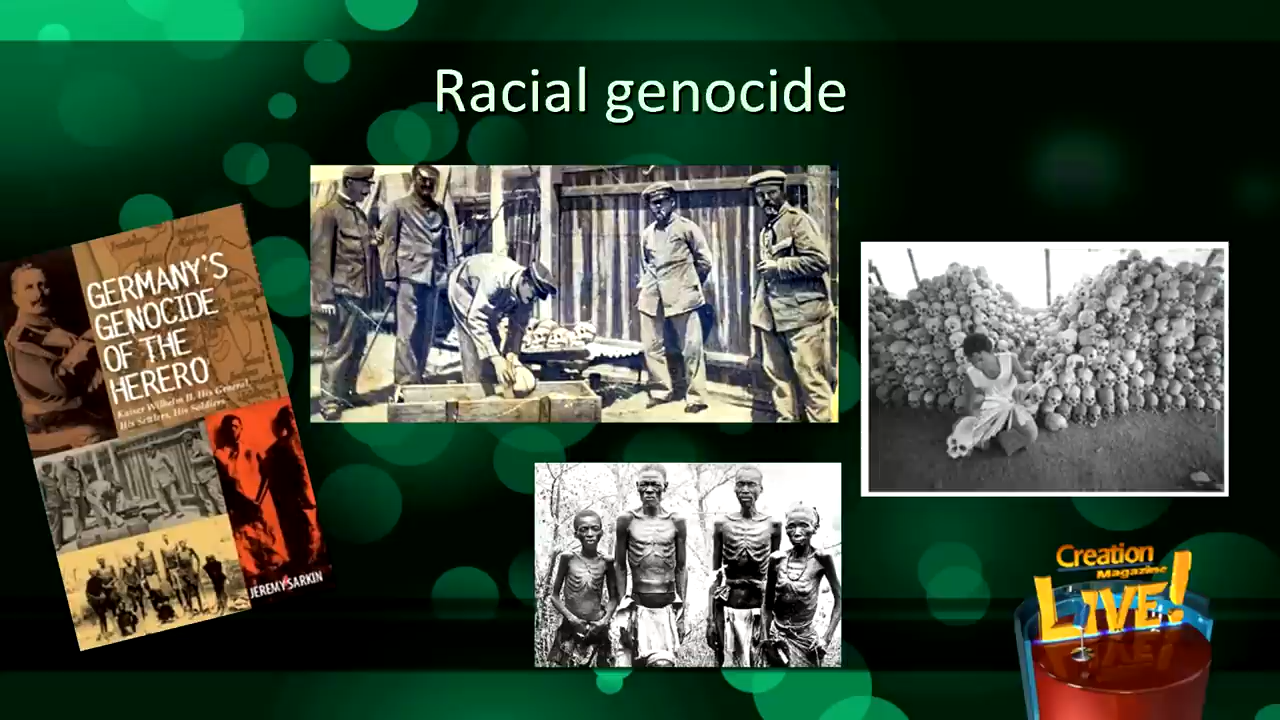 Racial genocide
GERMANY'S
GENOCIDE
OF THE
HERERO
Kaiser Wilhelm II, His General,
His Settlers, His Soldiers
JEREMY SARKIN
Creation
Magazine
LIVE!